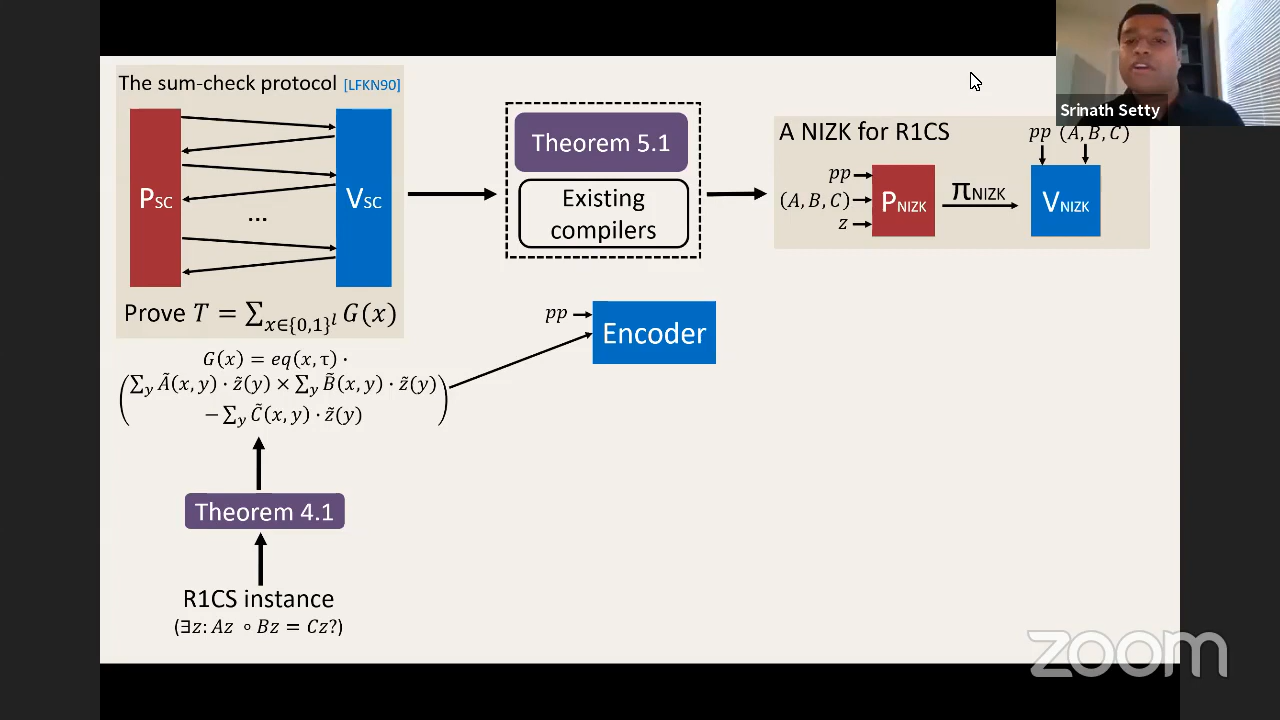 The sum-check protocol [LFKN90]
P_SC
V_SC
...
Prove T = ∑_{x∈{0,1}^l} G(x)
G(x) = eq(x, τ) ·
(∑_y Ã(x, y) · z̃(y) × ∑_y B̃(x, y) · z̃(y)
− ∑_y C̃(x, y) · z̃(y))
Theorem 4.1
R1CS instance
(∃z: Az ∘ Bz = Cz?)
Theorem 5.1
Existing
compilers
pp
Encoder
A NIZK for R1CS
pp
(A, B, C)
z
P_NIZK
π_NIZK
pp (A, B, C)
V_NIZK
Srinath Setty
zoom